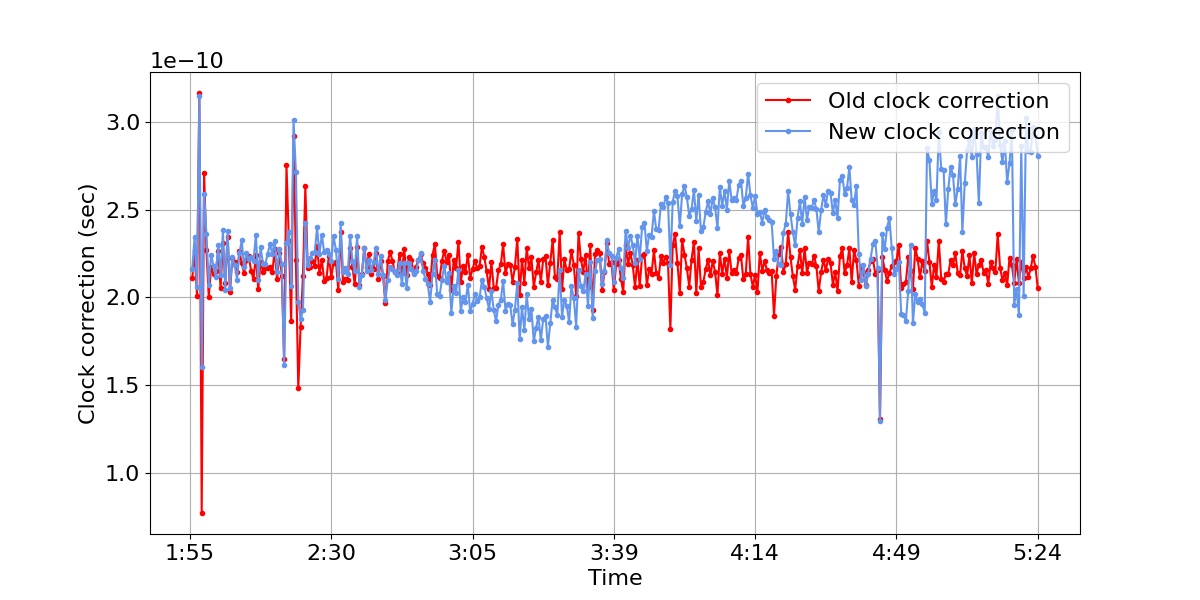 1e−10
Old clock correction
New clock correction
3.0
2.5
2.0
1.5
1.0
Clock correction (sec)
1:55 2:30 3:05 3:39 4:14 4:49 5:24
Time